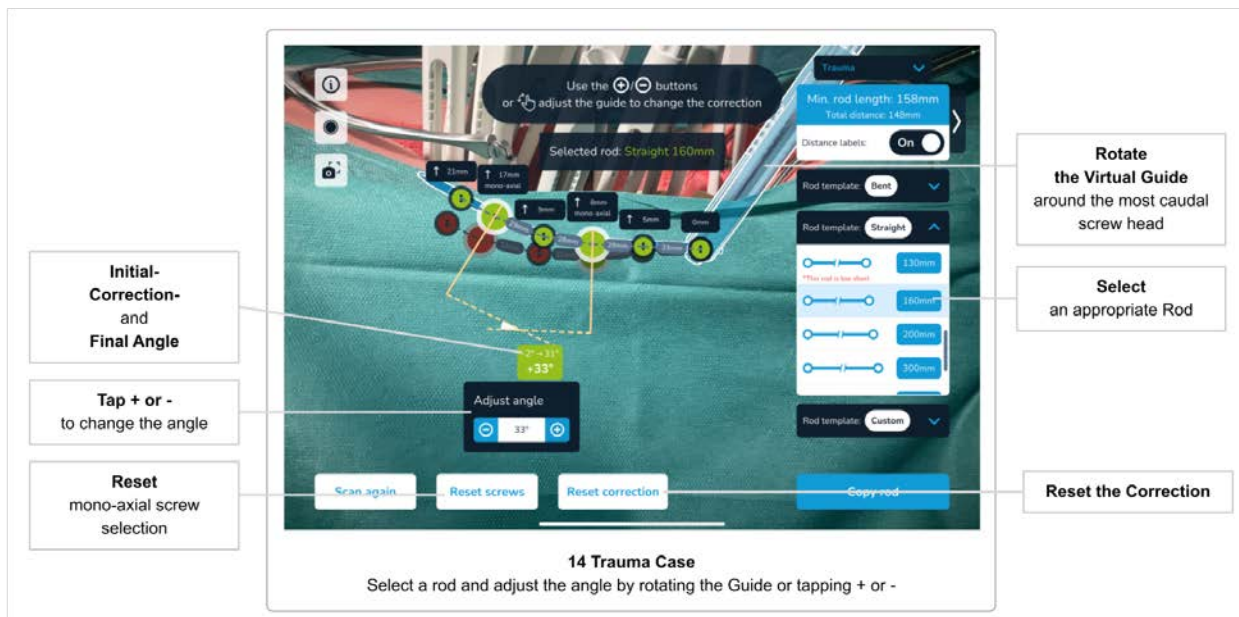 Use the ⊕/⊖ buttons
or adjust the guide to change the correction
Selected rod: Straight 160mm
Trauma
Min. rod length: 158mm
Total distance: 148mm
Distance labels: On
Rod template: Bent
Rod template: Straight
130mm
*This rod is too short
160mm
200mm
300mm
Rod template: Custom
↑ 21mm
↑ 17mm
mono-axial
↑ 9mm
↑ 8mm
mono-axial
↑ 5mm
0mm
29mm
28mm
29mm
-2° → 31°
+33°
Adjust angle
⊖ 33° ⊕
Scan again
Reset screws
Reset correction
Copy rod
Initial-
Correction-
and
Final Angle
Tap + or -
to change the angle
Reset
mono-axial screw
selection
Rotate
the Virtual Guide
around the most caudal
screw head
Select
an appropriate Rod
Reset the Correction
14 Trauma Case
Select a rod and adjust the angle by rotating the Guide or tapping + or -